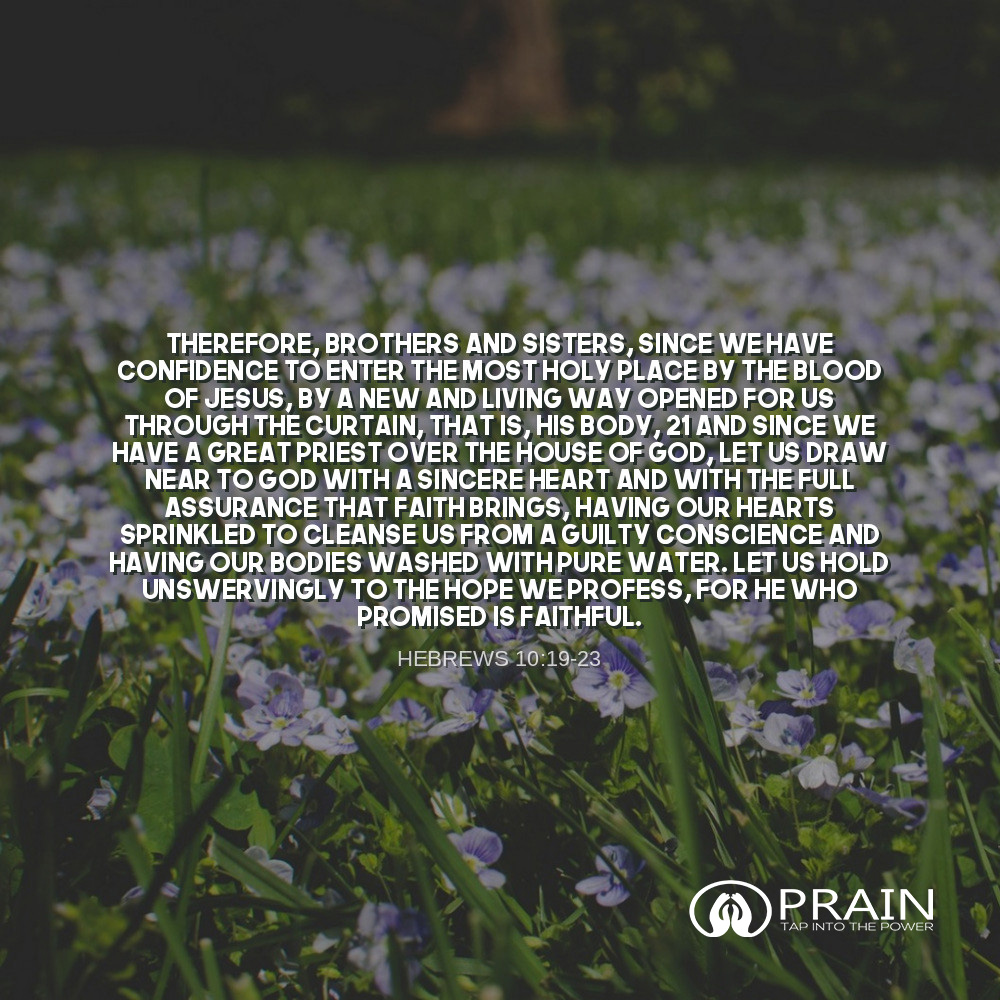 THEREFORE, BROTHERS AND SISTERS, SINCE WE HAVE
CONFIDENCE TO ENTER THE MOST HOLY PLACE BY THE BLOOD
OF JESUS, BY A NEW AND LIVING WAY OPENED FOR US
THROUGH THE CURTAIN, THAT IS, HIS BODY, 21 AND SINCE WE
HAVE A GREAT PRIEST OVER THE HOUSE OF GOD, LET US DRAW
NEAR TO GOD WITH A SINCERE HEART AND WITH THE FULL
ASSURANCE THAT FAITH BRINGS, HAVING OUR HEARTS
SPRINKLED TO CLEANSE US FROM A GUILTY CONSCIENCE AND
HAVING OUR BODIES WASHED WITH PURE WATER. LET US HOLD
UNSWERVINGLY TO THE HOPE WE PROFESS, FOR HE WHO
PROMISED IS FAITHFUL.
HEBREWS 10:19-23
PRAIN
TAP INTO THE POWER